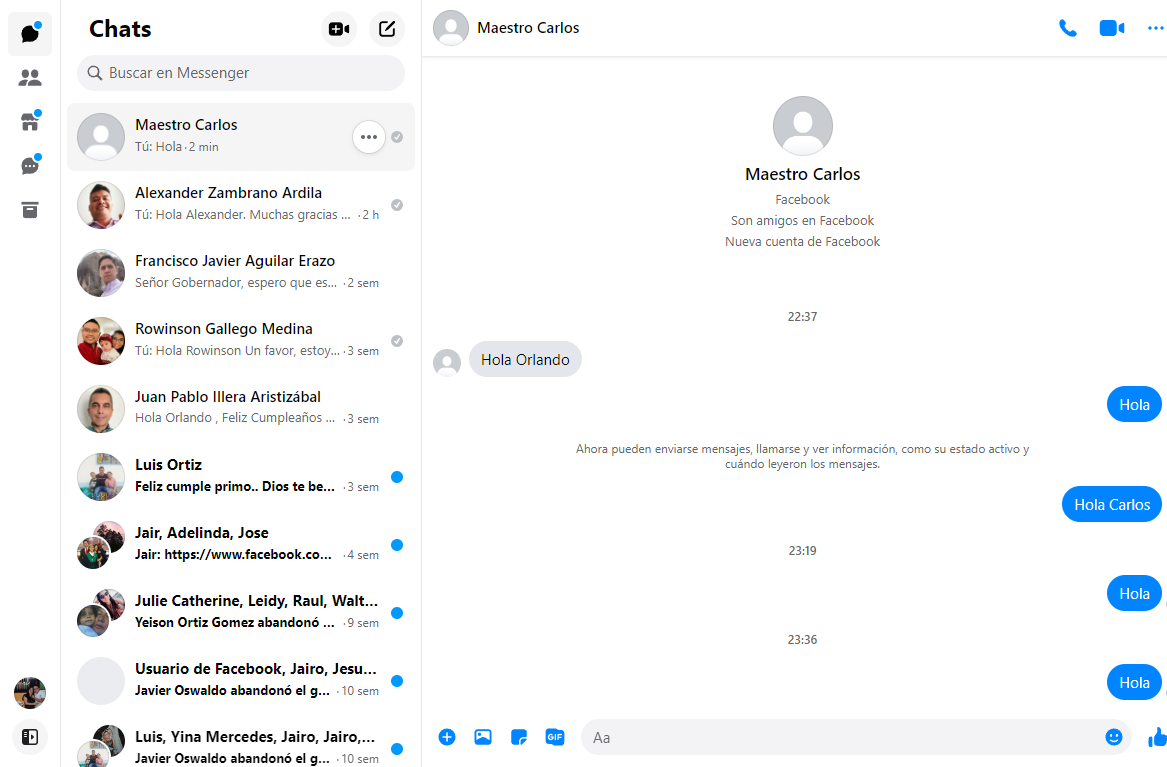 Chats
Buscar en Messenger
Maestro Carlos
Tú: Hola · 2 min
Alexander Zambrano Ardila
Tú: Hola Alexander. Muchas gracias ... · 2 h
Francisco Javier Aguilar Erazo
Señor Gobernador, espero que es... · 2 sem
Rowinson Gallego Medina
Tú: Hola Rowinson Un favor, estoy... · 3 sem
Juan Pablo Illera Aristizábal
Hola Orlando , Feliz Cumpleaños ... · 3 sem
Luis Ortiz
Feliz cumple primo.. Dios te be... · 3 sem
Jair, Adelinda, Jose
Jair: https://www.facebook.co... · 4 sem
Julie Catherine, Leidy, Raul, Walt...
Yeison Ortiz Gomez abandonó ... · 9 sem
Usuario de Facebook, Jairo, Jesu...
Javier Oswaldo abandonó el g... · 10 sem
Luis, Yina Mercedes, Jairo, Jairo,...
Javier Oswaldo abandonó el g... · 10 sem
Maestro Carlos
Maestro Carlos
Facebook
Son amigos en Facebook
Nueva cuenta de Facebook
22:37
Hola Orlando
Hola
Ahora pueden enviarse mensajes, llamarse y ver información, como su estado activo y
cuándo leyeron los mensajes.
Hola Carlos
23:19
Hola
23:36
Hola
GIF
Aa